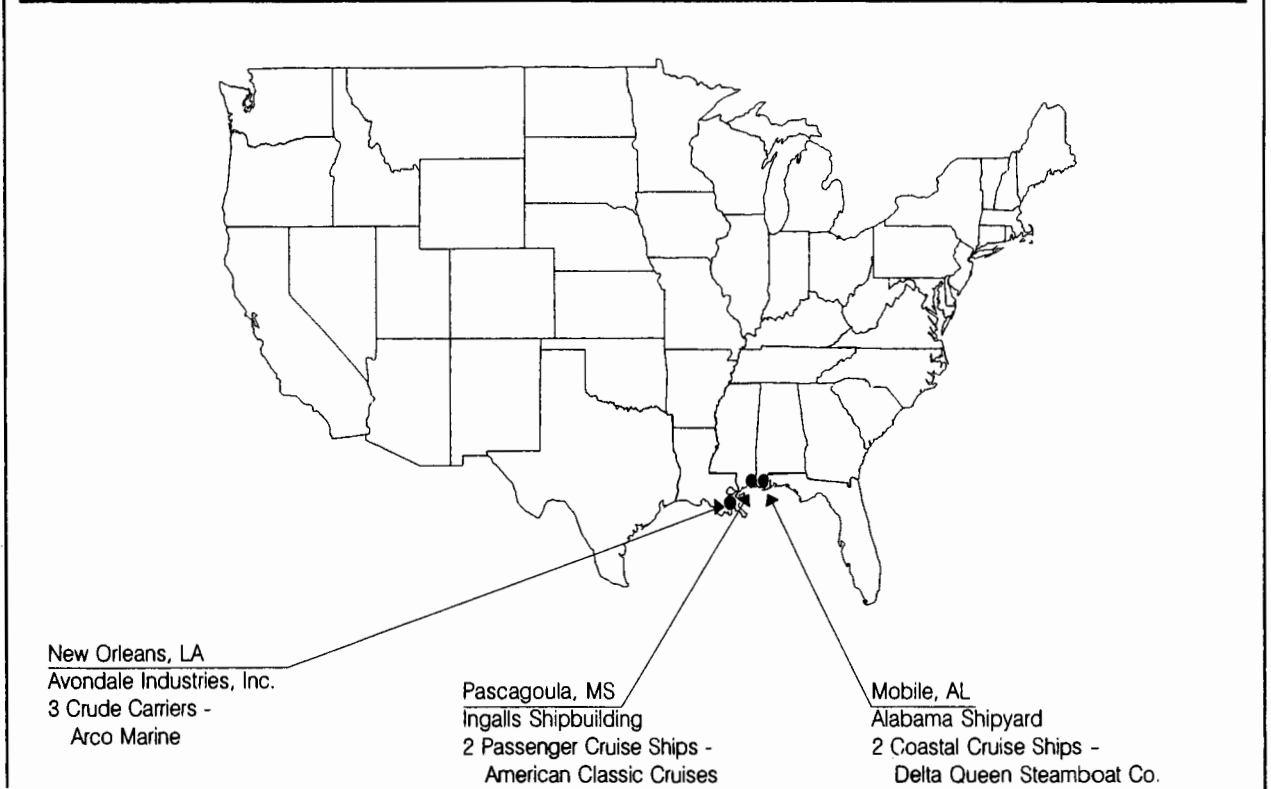 New Orleans, LA
Avondale Industries, Inc.
3 Crude Carriers -
Arco Marine
Pascagoula, MS
Ingalls Shipbuilding
2 Passenger Cruise Ships -
American Classic Cruises
Mobile, AL
Alabama Shipyard
2 Coastal Cruise Ships -
Delta Queen Steamboat Co.